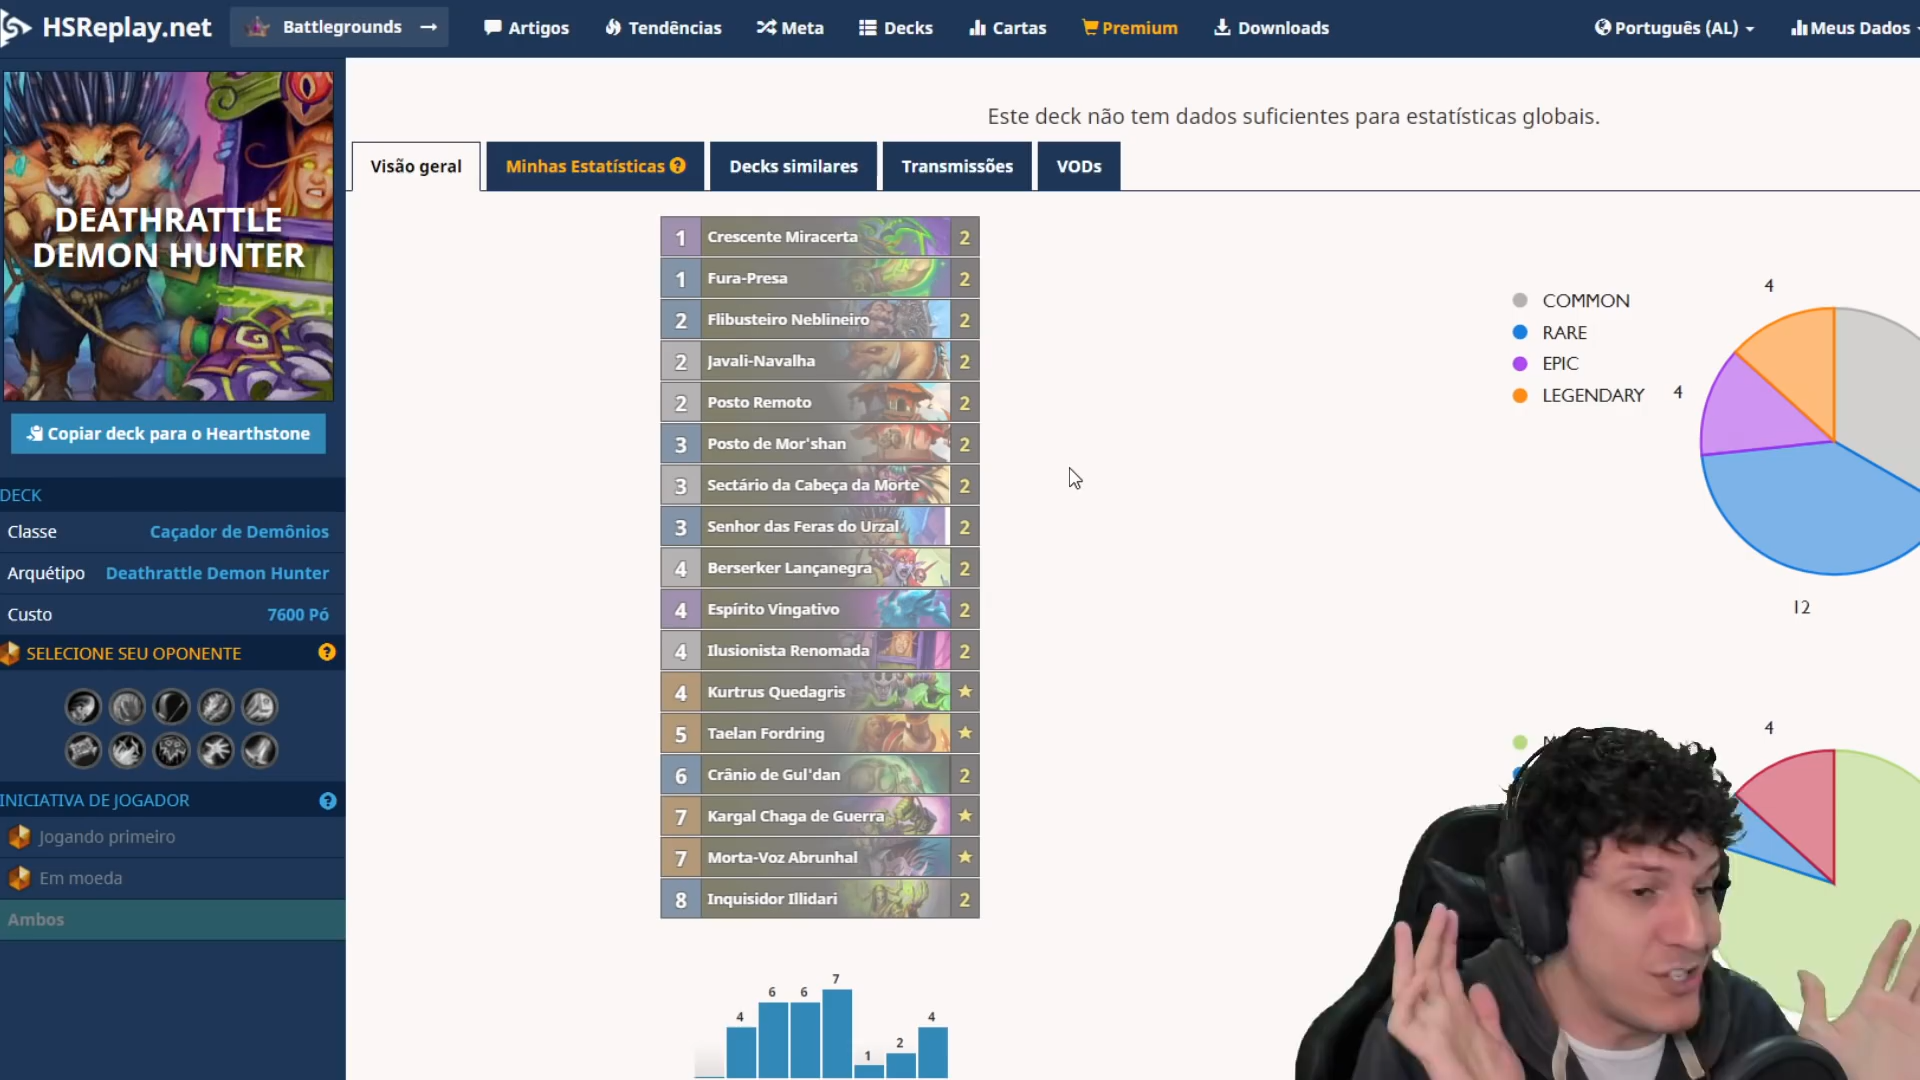 HSReplay.net
Battlegrounds →
Artigos
Tendências
Meta
Decks
Cartas
Premium
Downloads
Português (AL)
Meus Dados
DEATHRATTLE
DEMON HUNTER
Copiar deck para o Hearthstone
DECK
Classe Caçador de Demônios
Arquétipo Deathrattle Demon Hunter
Custo 7600 Pó
SELECIONE SEU OPONENTE ?
INICIATIVA DE JOGADOR ?
Jogando primeiro
Em moeda
Ambos
Este deck não tem dados suficientes para estatísticas globais.
Visão geral
Minhas Estatísticas ?
Decks similares
Transmissões
VODs
1 Crescente Miracerta 2
1 Fura-Presa 2
2 Flibusteiro Neblineiro 2
2 Javali-Navalha 2
2 Posto Remoto 2
3 Posto de Mor'shan 2
3 Sectário da Cabeça da Morte 2
3 Senhor das Feras do Urzal 2
4 Berserker Lançanegra 2
4 Espírito Vingativo 2
4 Ilusionista Renomada 2
4 Kurtrus Quedagris ★
5 Taelan Fordring ★
6 Crânio de Gul'dan 2
7 Kargal Chaga de Guerra ★
7 Morta-Voz Abrunhal ★
8 Inquisidor Illidari 2
4
6
6
7
1
2
4
COMMON
RARE
EPIC
LEGENDARY
4
4
12
4